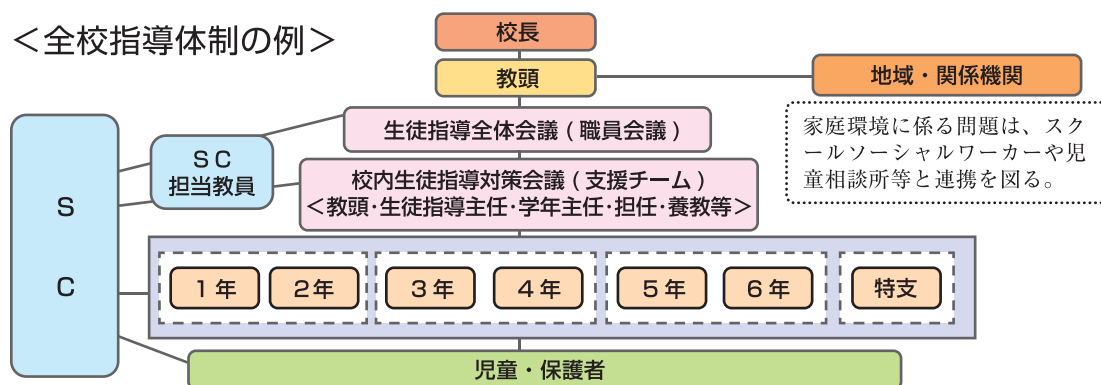 ＜全校指導体制の例＞
校長
教頭
地域・関係機関
家庭環境に係る問題は、スク
ールソーシャルワーカーや児
童相談所等と連携を図る。
生徒指導全体会議（職員会議）
ＳＣ
担当教員
校内生徒指導対策会議（支援チーム）
＜教頭・生徒指導主任・学年主任・担任・養教等＞
Ｓ
Ｃ
１年
２年
３年
４年
５年
６年
特支
児童・保護者